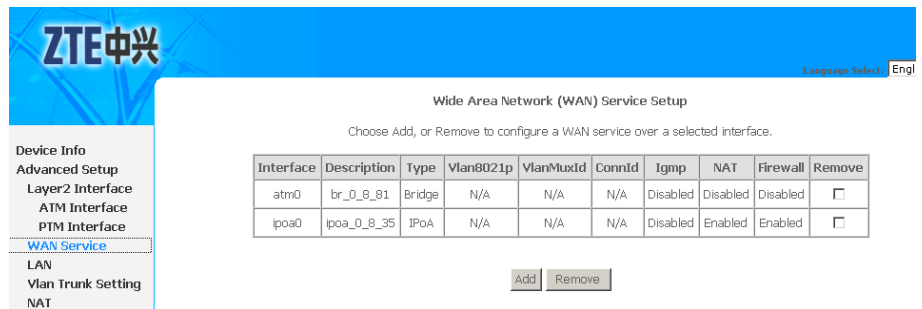 ZTE中兴
Language Select: Engl
Wide Area Network (WAN) Service Setup
Choose Add, or Remove to configure a WAN service over a selected interface.
Device Info
Advanced Setup
Layer2 Interface
ATM Interface
PTM Interface
WAN Service
LAN
Vlan Trunk Setting
NAT
Interface Description Type Vlan8021p VlanMuxId ConnId Igmp NAT Firewall Remove
atm0 br_0_8_81 Bridge N/A N/A N/A Disabled Disabled Disabled
ipoa0 ipoa_0_8_35 IPoA N/A N/A N/A Disabled Enabled Enabled
Add Remove